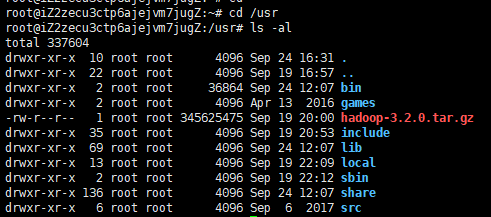 root@iZ2zecu3ctp6ajejvm7jugZ:~# cd /usr
root@iZ2zecu3ctp6ajejvm7jugZ:/usr# ls -al
total 337604
drwxr-xr-x 10 root root 4096 Sep 24 16:31 .
drwxr-xr-x 22 root root 4096 Sep 19 16:57 ..
drwxr-xr-x 2 root root 36864 Sep 24 12:07 bin
drwxr-xr-x 2 root root 4096 Apr 13 2016 games
-rw-r--r-- 1 root root 345625475 Sep 19 20:00 hadoop-3.2.0.tar.gz
drwxr-xr-x 35 root root 4096 Sep 19 20:53 include
drwxr-xr-x 69 root root 4096 Sep 24 12:07 lib
drwxr-xr-x 13 root root 4096 Sep 19 22:09 local
drwxr-xr-x 2 root root 4096 Sep 19 22:12 sbin
drwxr-xr-x 136 root root 4096 Sep 24 12:07 share
drwxr-xr-x 6 root root 4096 Sep 6 2017 src